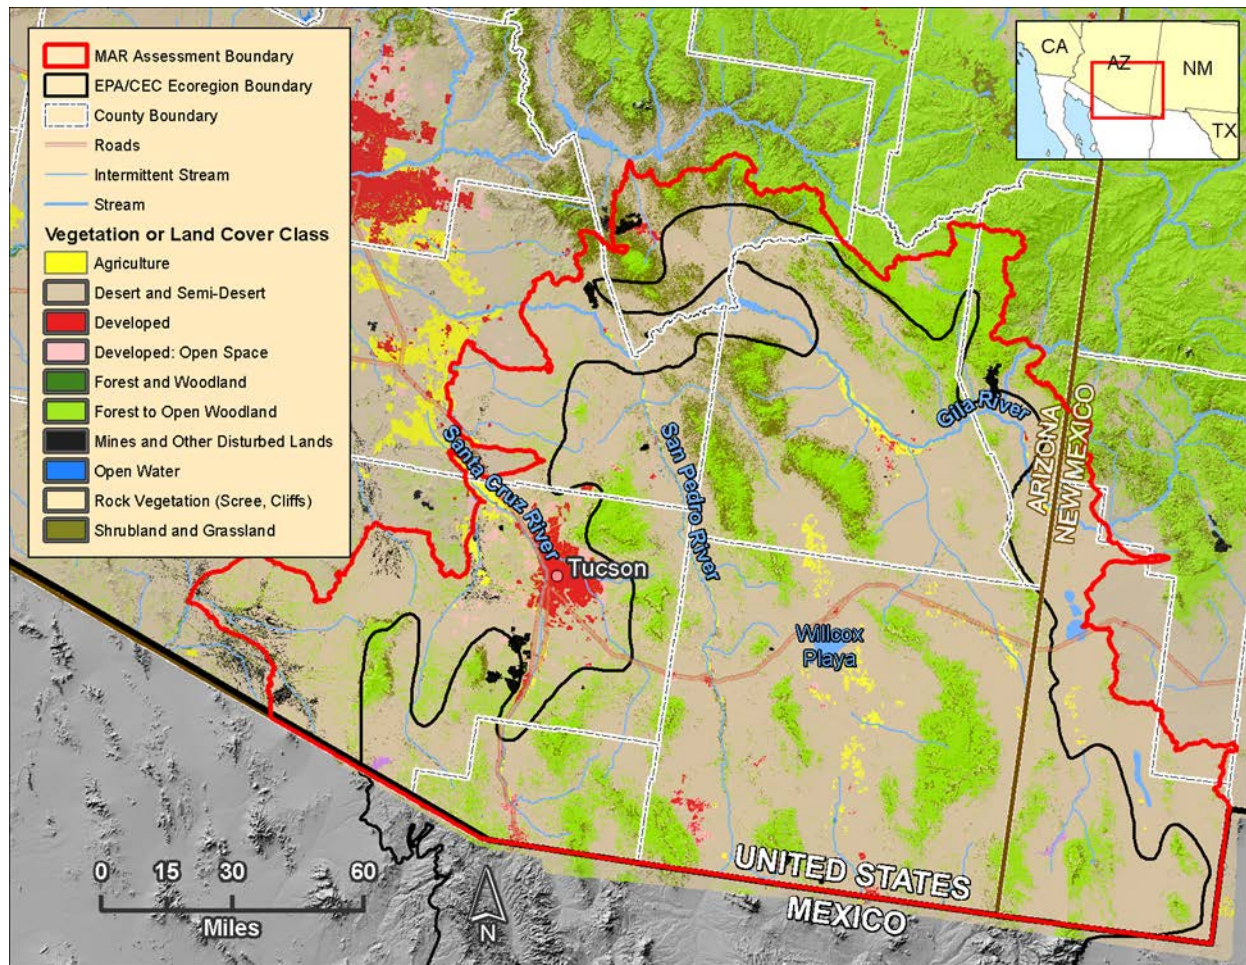 MAR Assessment Boundary
EPA/CEC Ecoregion Boundary
County Boundary
Roads
Intermittent Stream
Stream
Vegetation or Land Cover Class
Agriculture
Desert and Semi-Desert
Developed
Developed: Open Space
Forest and Woodland
Forest to Open Woodland
Mines and Other Disturbed Lands
Open Water
Rock Vegetation (Scree, Cliffs)
Shrubland and Grassland
CA
AZ
NM
TX
Gila River
ARIZONA
NEW MEXICO
Santa Cruz River
San Pedro River
Tucson
Willcox
Playa
UNITED STATES
MEXICO
0 15 30 60
Miles
N